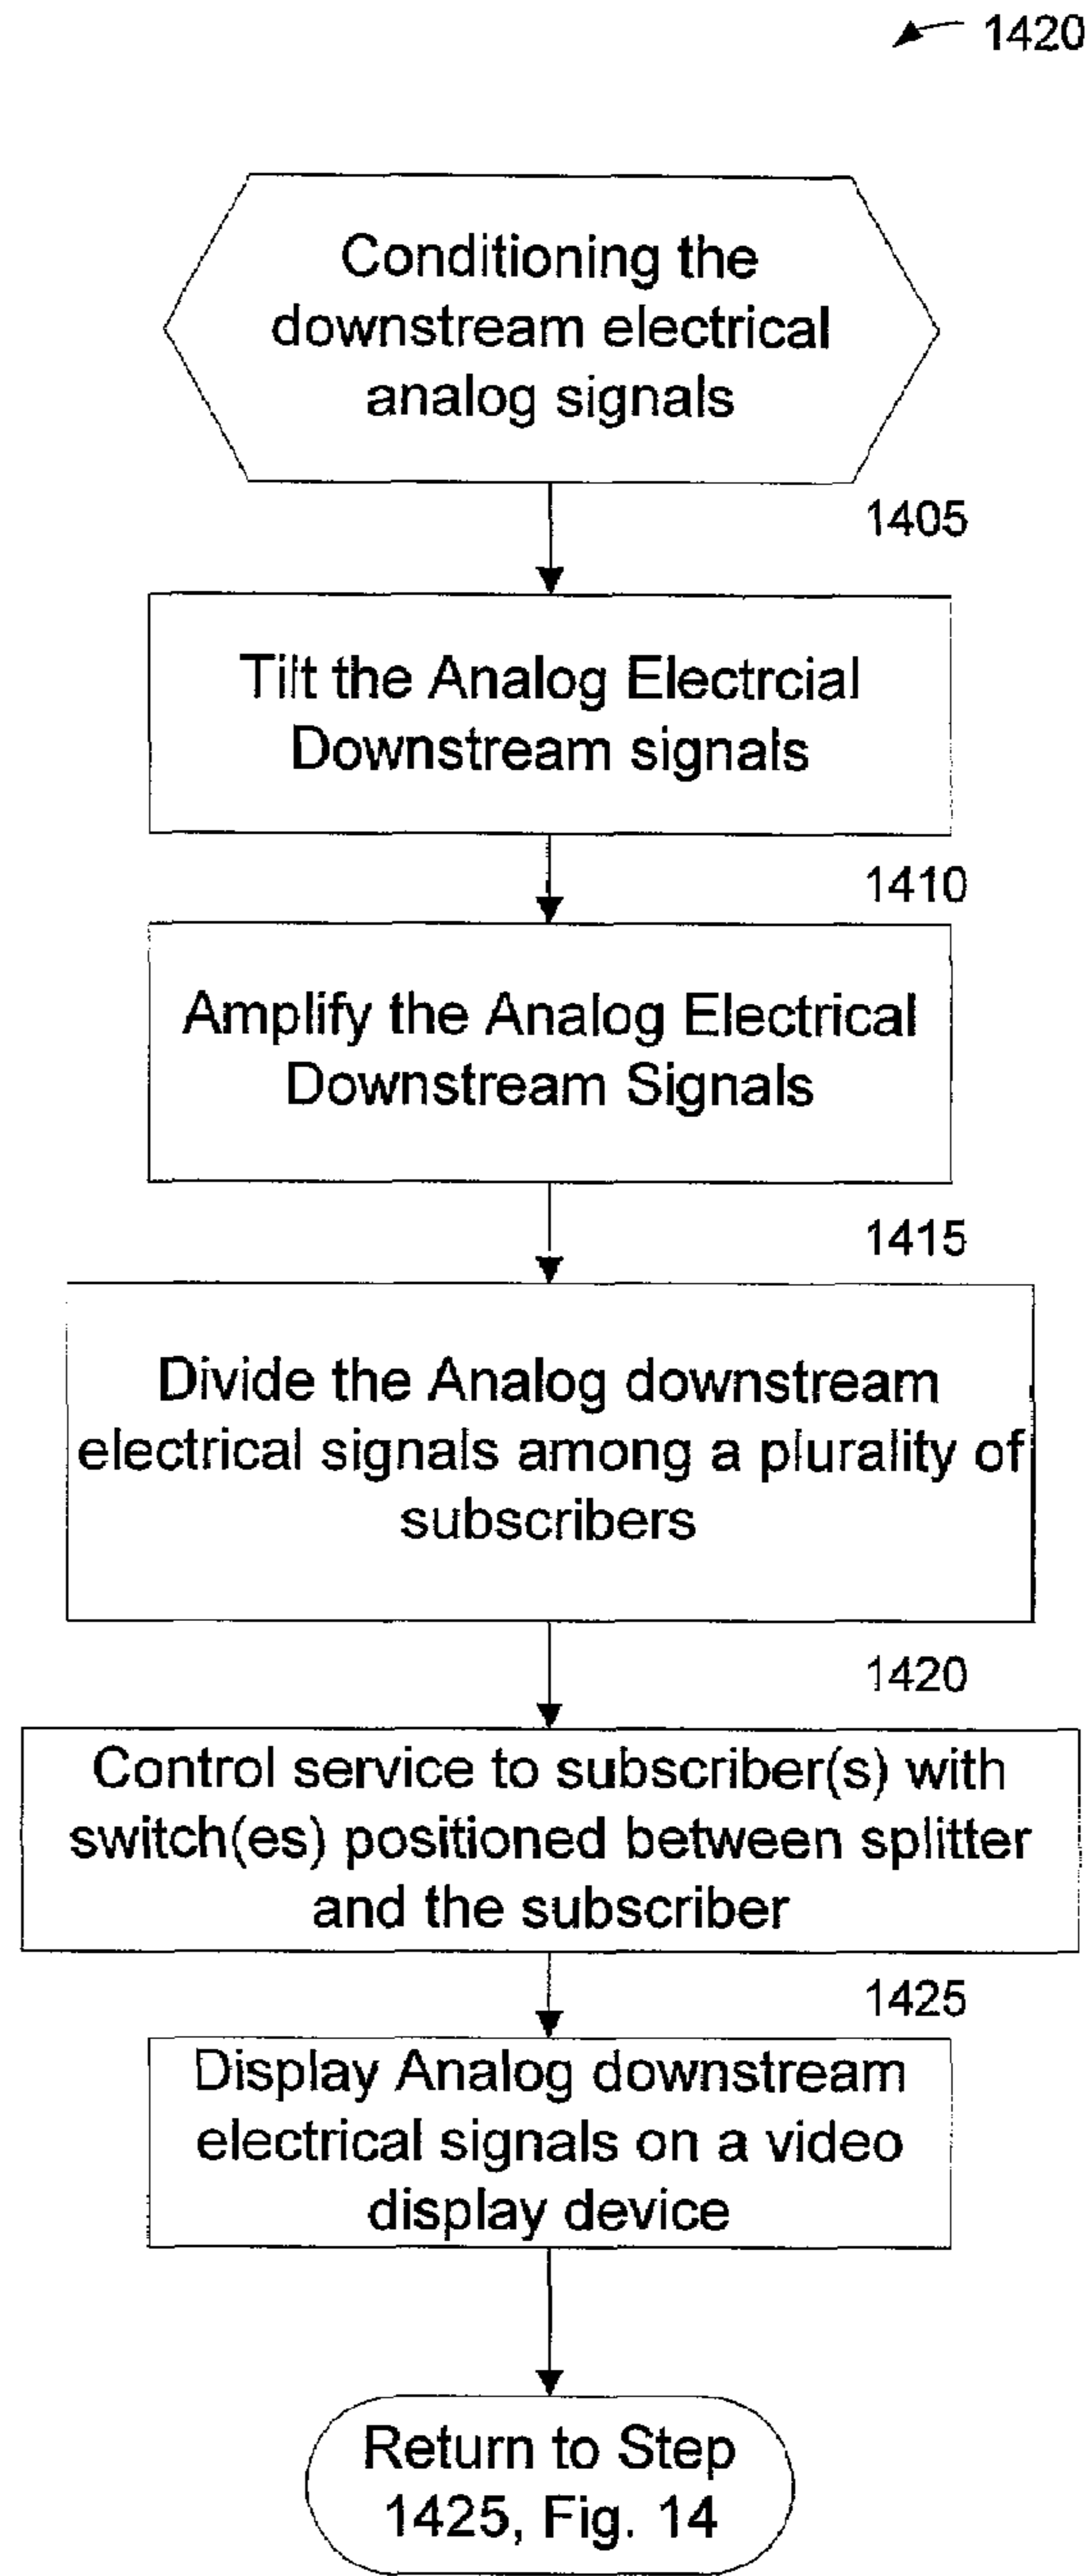 1420
Conditioning the
downstream electrical
analog signals
1405
Tilt the Analog Electrcial
Downstream signals
1410
Amplify the Analog Electrical
Downstream Signals
1415
Divide the Analog downstream
electrical signals among a plurality of
subscribers
1420
Control service to subscriber(s) with
switch(es) positioned between splitter
and the subscriber
1425
Display Analog downstream
electrical signals on a video
display device
Return to Step
1425, Fig. 14